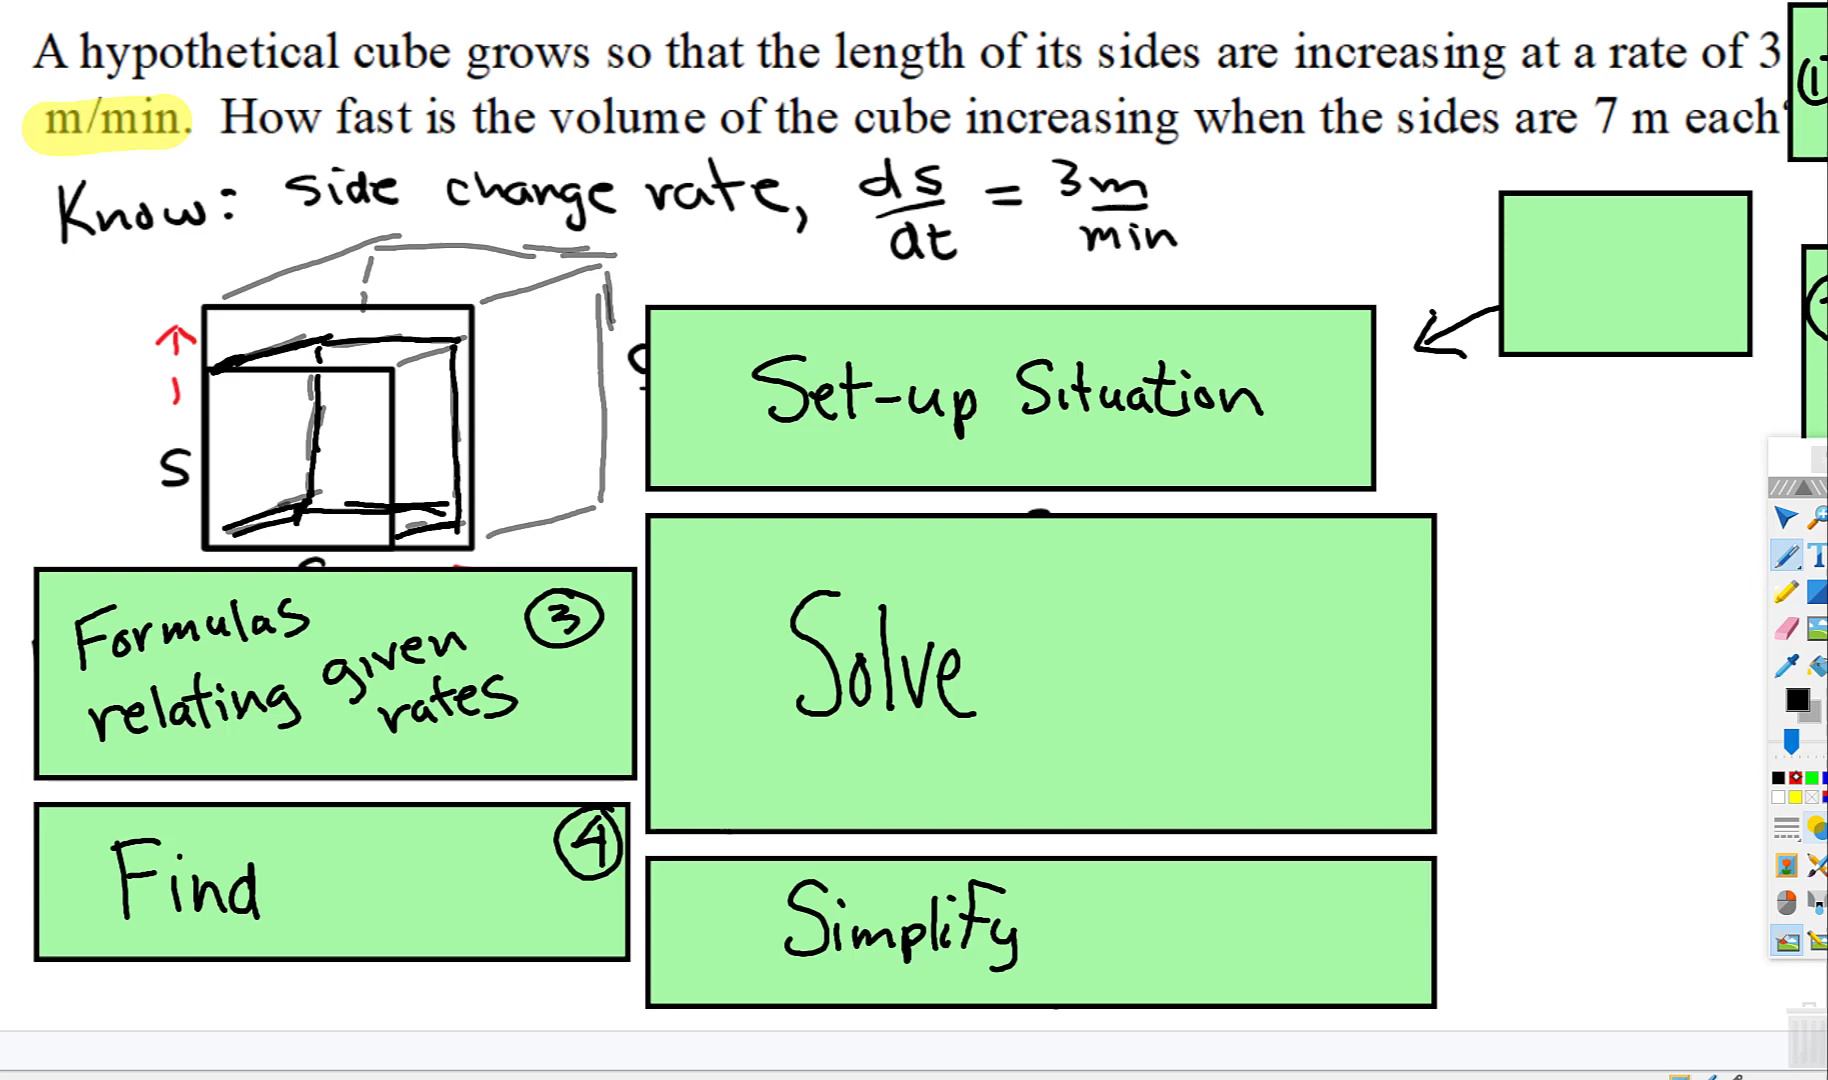 A hypothetical cube grows so that the length of its sides are increasing at a rate of 3
m/min. How fast is the volume of the cube increasing when the sides are 7 m each
Know: side change rate, ds/dt = 3m/min
S
Set-up Situation
Formulas ③
relating given
rates
Solve
Find ④
Simplify